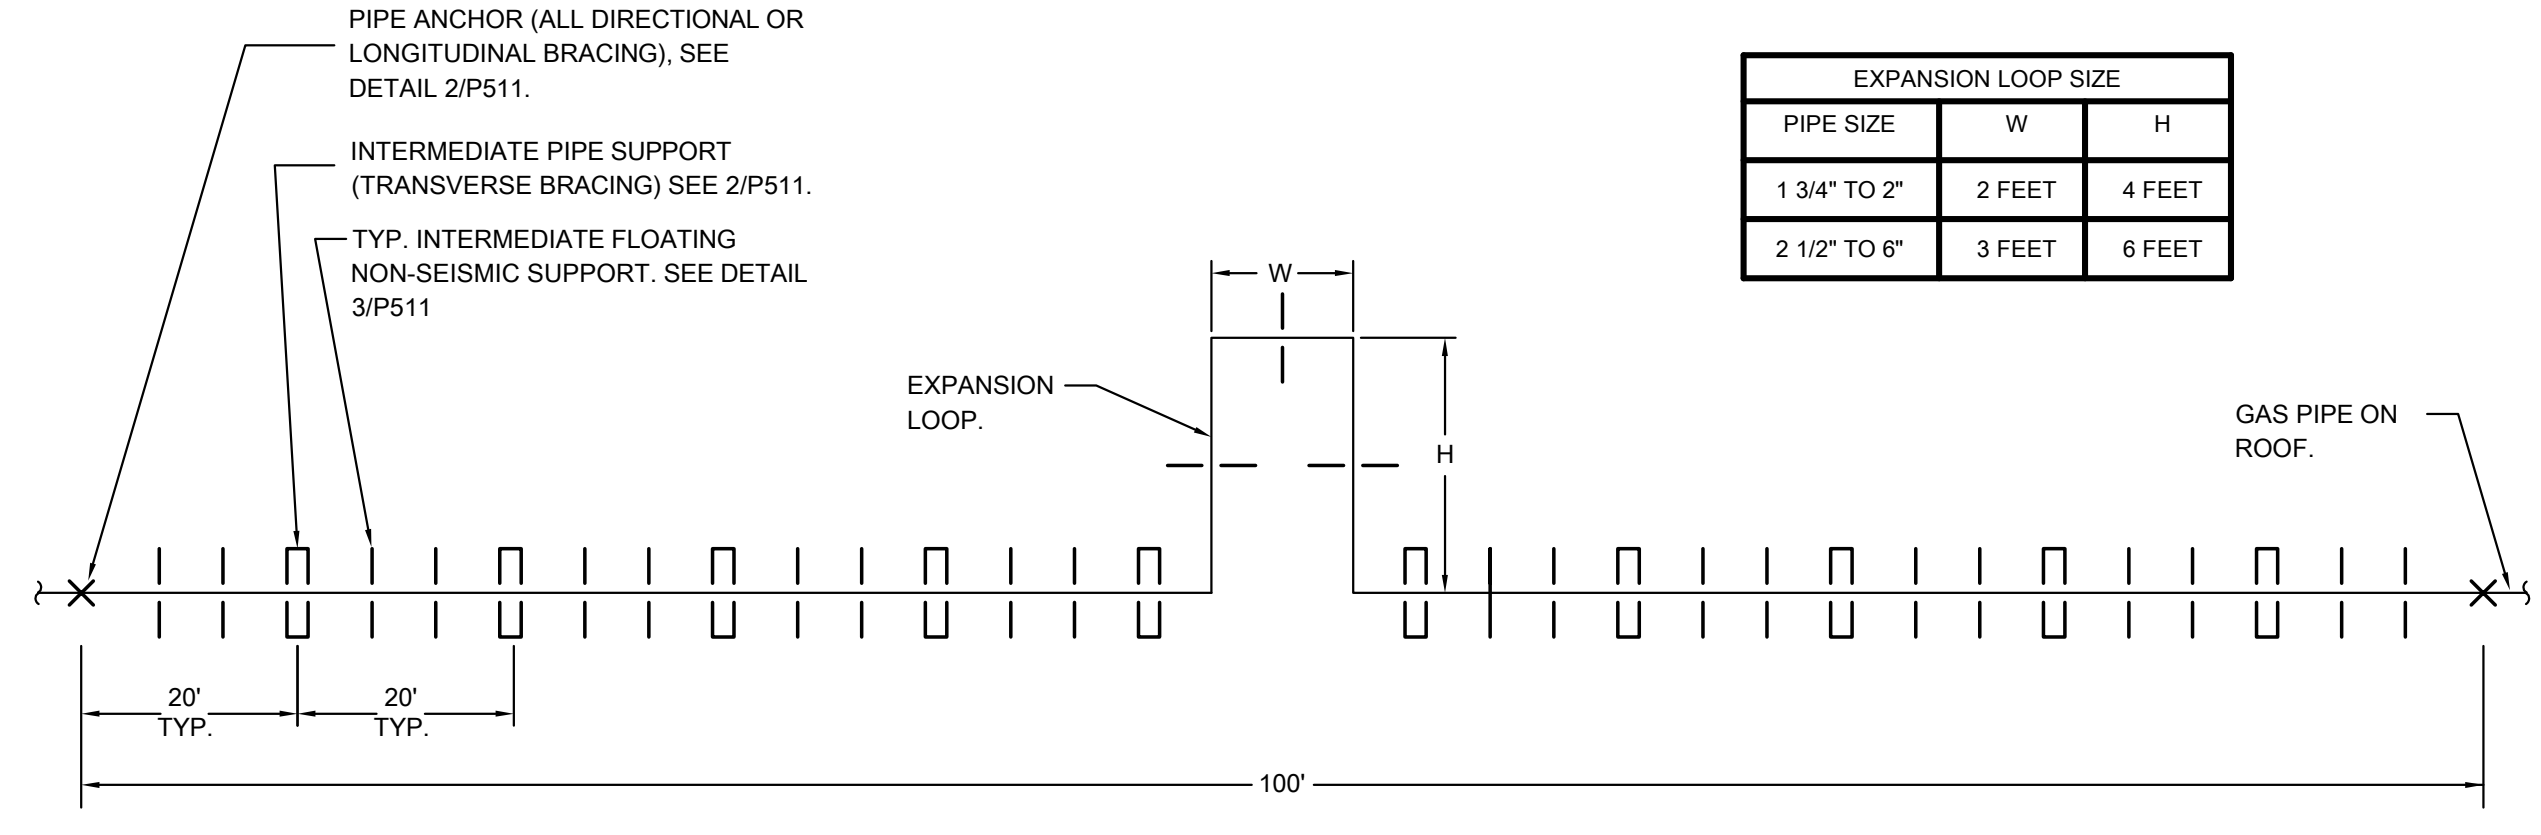 PIPE ANCHOR (ALL DIRECTIONAL OR
LONGITUDINAL BRACING), SEE
DETAIL 2/P511.
INTERMEDIATE PIPE SUPPORT
(TRANSVERSE BRACING) SEE 2/P511.
TYP. INTERMEDIATE FLOATING
NON-SEISMIC SUPPORT. SEE DETAIL
3/P511
EXPANSION LOOP SIZE
PIPE SIZE W H
1 3/4" TO 2" 2 FEET 4 FEET
2 1/2" TO 6" 3 FEET 6 FEET
W
EXPANSION
LOOP.
H
GAS PIPE ON
ROOF.
20'
TYP.
20'
TYP.
100'